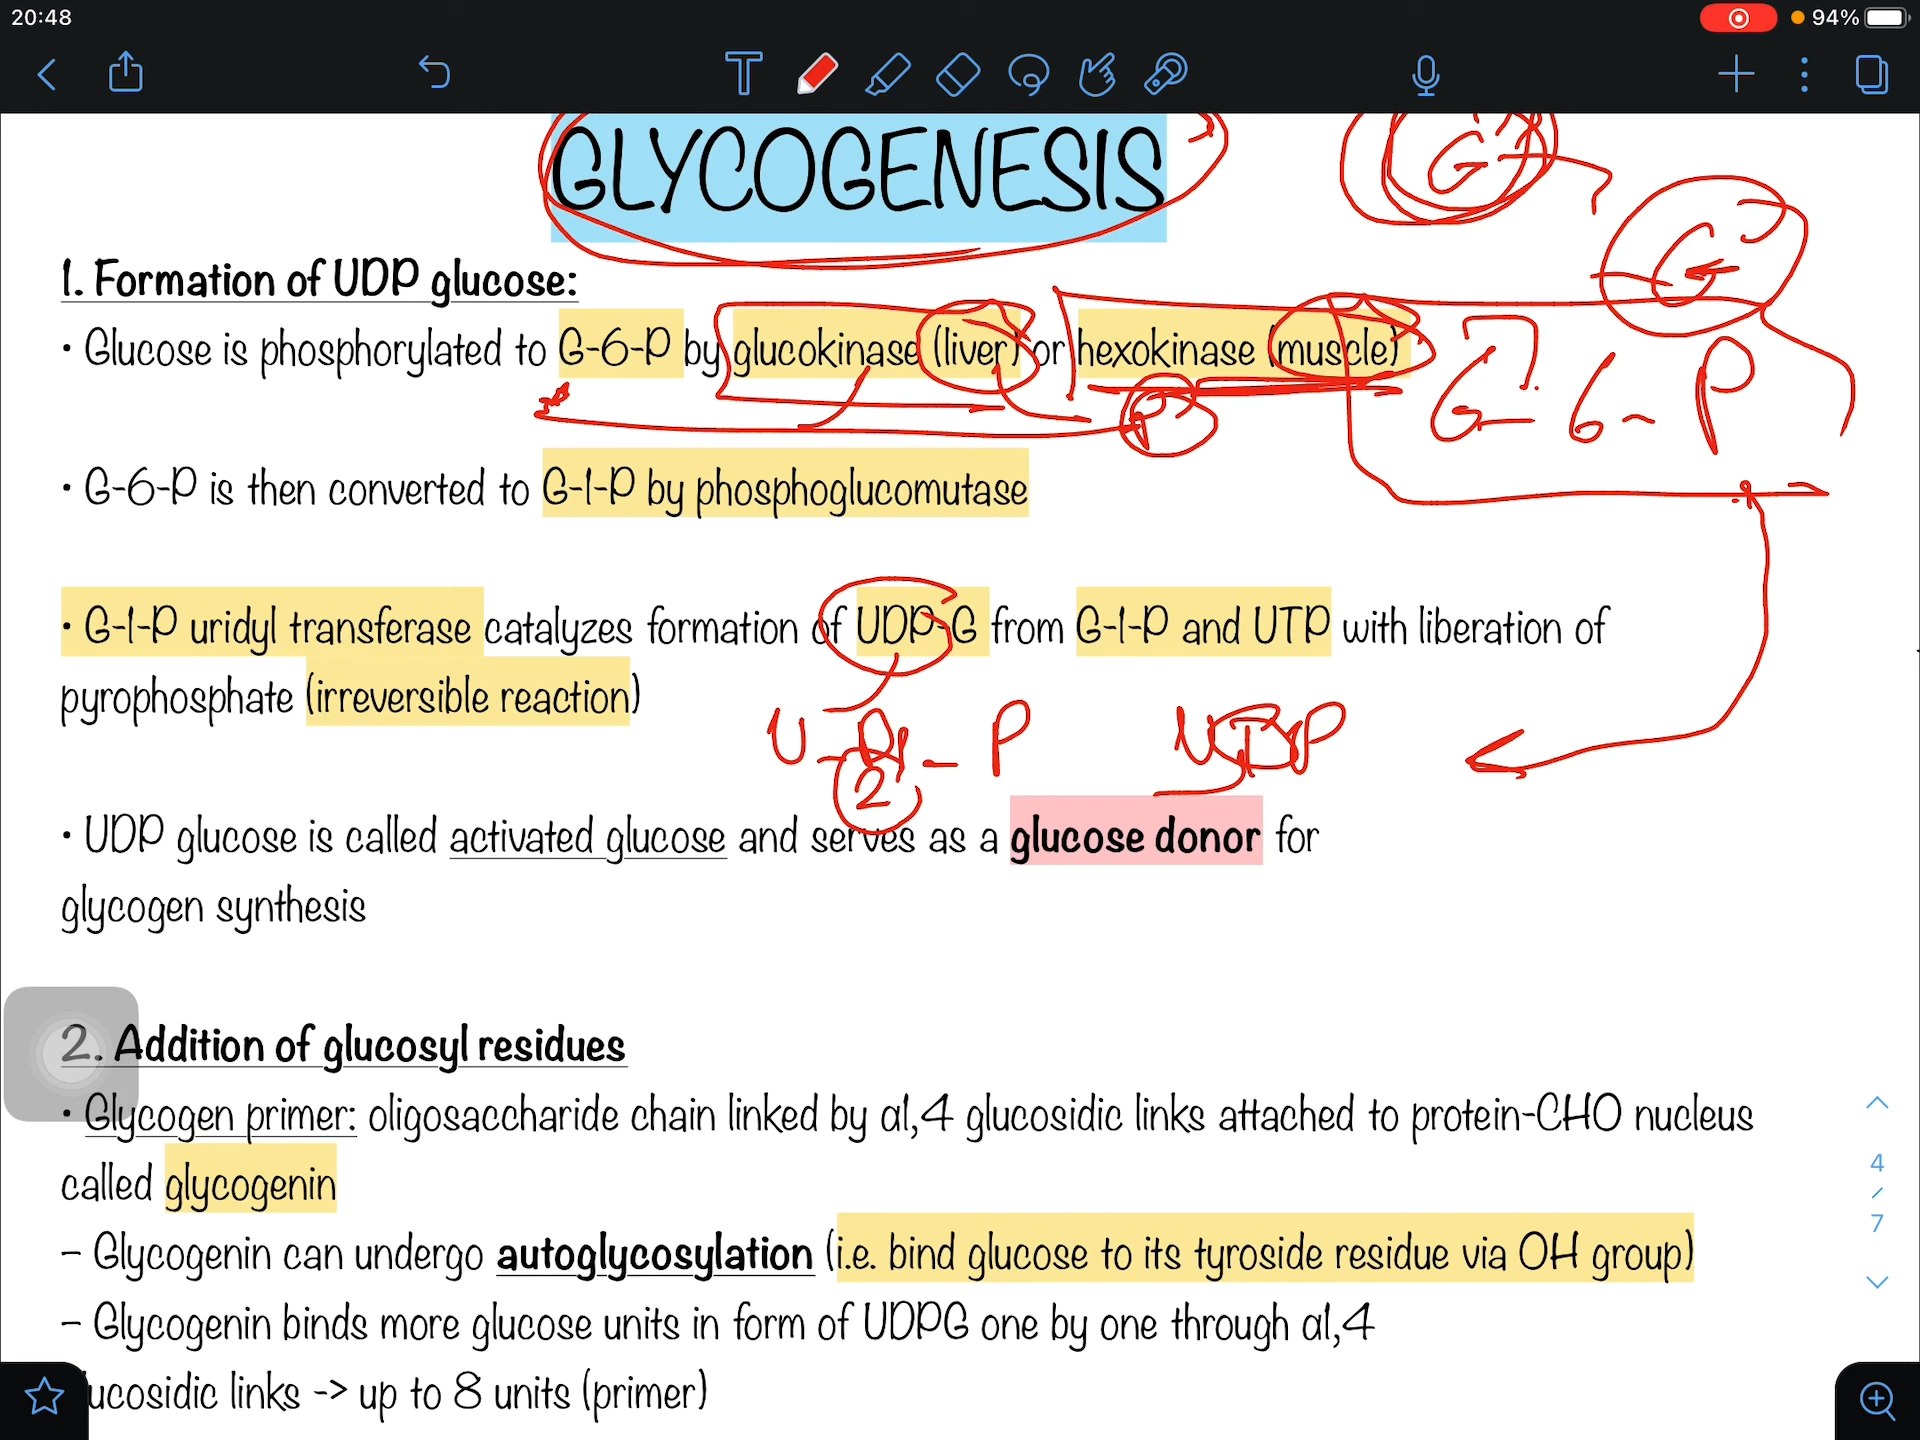 20:48
94%
GLYCOGENESIS
G
G
1. Formation of UDP glucose:
• Glucose is phosphorylated to G-6-P by glucokinase (liver) or hexokinase (muscle)
G-6-P
P
• G-6-P is then converted to G-1-P by phosphoglucomutase
• G-1-P uridyl transferase catalyzes formation of UDP-G from G-1-P and UTP with liberation of
pyrophosphate (irreversible reaction)
U - Di - P
UDP
2
• UDP glucose is called activated glucose and serves as a glucose donor for
glycogen synthesis
2. Addition of glucosyl residues
• Glycogen primer: oligosaccharide chain linked by α1,4 glucosidic links attached to protein-CHO nucleus
called glycogenin
– Glycogenin can undergo autoglycosylation (i.e. bind glucose to its tyroside residue via OH group)
– Glycogenin binds more glucose units in form of UDPG one by one through α1,4
ucosidic links -> up to 8 units (primer)
4
/
7